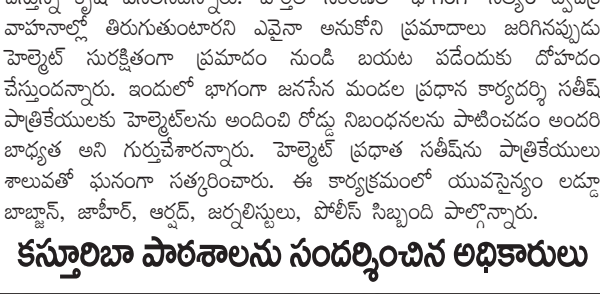 వాహనాల్లో తిరుగుతుంటారని ఎవైనా అనుకోని ప్రమాదాలు జరిగినప్పుడు
హెల్మెట్ సురక్షితంగా ప్రమాదం నుండి బయట పడేందుకు దోహదం
చేస్తుందన్నారు. ఇందులో భాగంగా జనసేన మండల ప్రధాన కార్యదర్శి సతీష్
పాత్రికేయులకు హెల్మెట్‌లను అందించి రోడ్డు నిబంధనలను పాటించడం అందరి
బాధ్యత అని గుర్తుచేశారన్నారు. హెల్మెట్ ప్రధాత సతీష్‌ను పాత్రికేయులు
శాలువతో ఘనంగా సత్కరించారు. ఈ కార్యక్రమంలో యువసైన్యం లడ్డూ
బాబ్జాన్, జాహీర్, ఆర్షద్, జర్నలిస్టులు, పోలీస్ సిబ్బంది పాల్గొన్నారు.
కస్తూరిబా పాఠశాలను సందర్శించిన అధికారులు